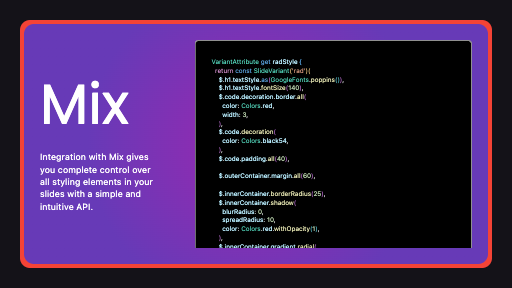 Mix
Integration with Mix gives
you complete control over
all styling elements in your
slides with a simple and
intuitive API.
VariantAttribute get radStyle {
return const SlideVariant('rad')(
$.h1.textStyle.as(GoogleFonts.poppins()),
$.h1.textStyle.fontSize(140),
$.code.decoration.border.all(
color: Colors.red,
width: 3,
),
$.code.decoration(
color: Colors.black54,
),
$.code.padding.all(40),
$.outerContainer.margin.all(60),
$.innerContainer.borderRadius(25),
$.innerContainer.shadow(
blurRadius: 0,
spreadRadius: 10,
color: Colors.red.withOpacity(1),
),
$.innerContainer.gradient.radial(